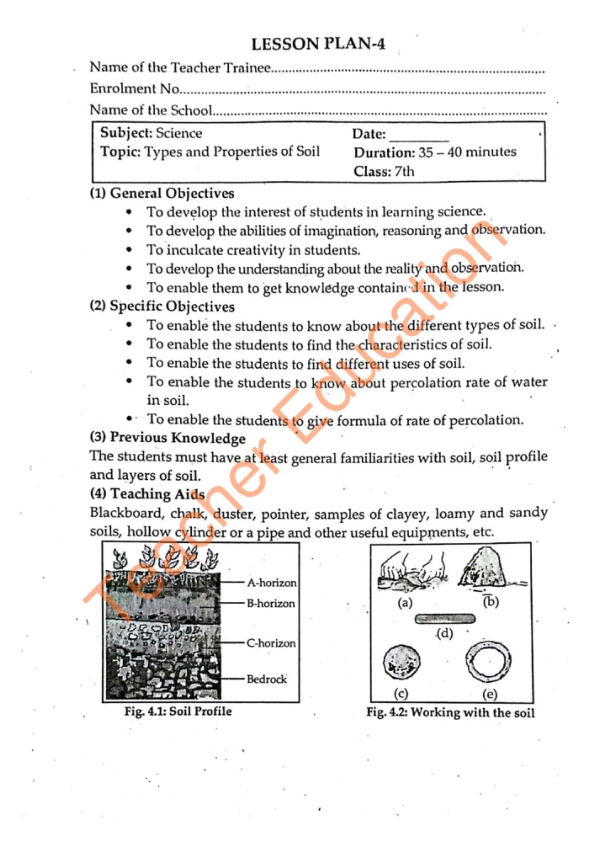 LESSON PLAN-4
Name of the Teacher Trainee..........................................................................
Enrolment No..................................................................................................
Name of the School.........................................................................................
Subject: Science Date: _________
Topic: Types and Properties of Soil Duration: 35 – 40 minutes
Class: 7th
(1) General Objectives
• To develop the interest of students in learning science.
• To develop the abilities of imagination, reasoning and observation.
• To inculcate creativity in students.
• To develop the understanding about the reality and observation.
• To enable them to get knowledge contained in the lesson.
(2) Specific Objectives
• To enable the students to know about the different types of soil.
• To enable the students to find the characteristics of soil.
• To enable the students to find different uses of soil.
• To enable the students to know about percolation rate of water
in soil.
• To enable the students to give formula of rate of percolation.
(3) Previous Knowledge
The students must have at least general familiarities with soil, soil profile
and layers of soil.
(4) Teaching Aids
Blackboard, chalk, duster, pointer, samples of clayey, loamy and sandy
soils, hollow cylinder or a pipe and other useful equipments, etc.
A-horizon
B-horizon
C-horizon
Bedrock
Fig. 4.1: Soil Profile
(a) (b)
(d)
(c) (e)
Fig. 4.2: Working with the soil
Teacher Education